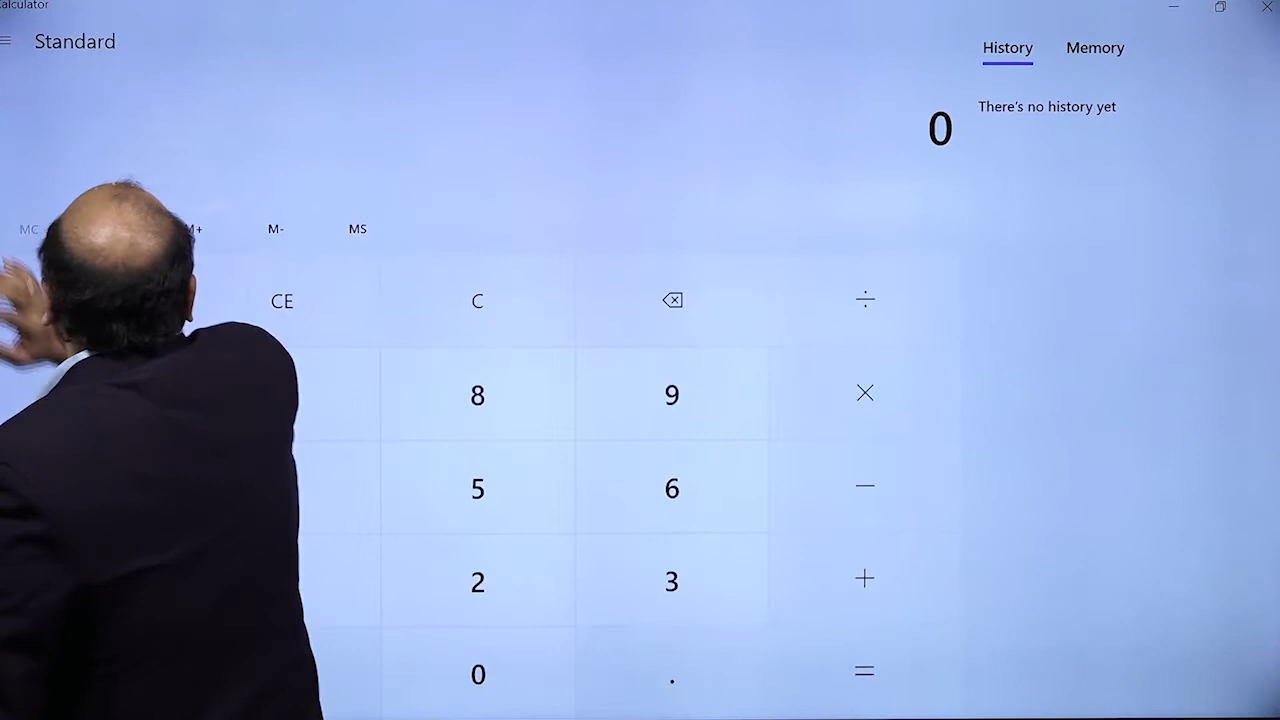 alculator
Standard
History Memory
There's no history yet
0
MC M+ M- MS
CE C ÷
8 9 ×
5 6 −
2 3 +
0 . =